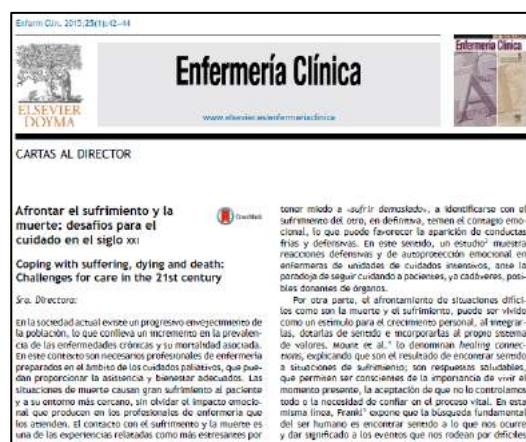 Enferm Clin. 2015;25(1):42---44
ELSEVIER
DOYMA
Enfermería Clínica
www.elsevier.es/enfermeriaclinica
Enfermería Clínica
CARTAS AL DIRECTOR
Afrontar el sufrimiento y la
muerte: desafíos para el
cuidado en el siglo XXI
CrossMark
Coping with suffering, dying and death:
Challenges for care in the 21st century
Sra. Directora:
En la sociedad actual existe un progresivo envejecimiento de
la población, lo que conlleva un incremento en la prevalen-
cia de las enfermedades crónicas y su mortalidad asociada.
En este contexto son necesarios profesionales de enfermería
preparados en el ámbito de los cuidados paliativos, que pue-
dan proporcionar la asistencia y bienestar adecuados. Las
situaciones de muerte causan gran sufrimiento al paciente
y a su entorno más cercano, sin olvidar el impacto emocio-
nal que producen en los profesionales de enfermería que
los atienden. El contacto con el sufrimiento y la muerte es
una de las experiencias relatadas como más estresantes por
tener miedo a «sufrir demasiado», a identificarse con el
sufrimiento del otro, en definitiva, temen el contagio emo-
cional, lo que puede favorecer la aparición de conductas
frías y defensivas. En este sentido, un estudio² muestra
reacciones defensivas y de autoprotección emocional en
enfermeras de unidades de cuidados intensivos, ante la
paradoja de seguir cuidando a pacientes, ya cadáveres, posi-
bles donantes de órganos.
Por otra parte, el afrontamiento de situaciones difíci-
les como son la muerte y el sufrimiento, puede ser vivido
como un estímulo para el crecimiento personal, al integrar-
las, dotarlas de sentido e incorporarlas al propio sistema
de valores. Mount et al. lo denominan healing connec-
tions, explicando que son el resultado de encontrar sentido
a situaciones de sufrimiento; son respuestas saludables,
que permiten ser conscientes de la importancia de vivir el
momento presente, la aceptación de que no lo controlamos
todo o la necesidad de confiar en el proceso vital. En esta
misma línea, Frankl expone que la búsqueda fundamental
del ser humano es encontrar sentido a lo que nos ocurre
y dar significado a los eventos que nos rodean por difíciles